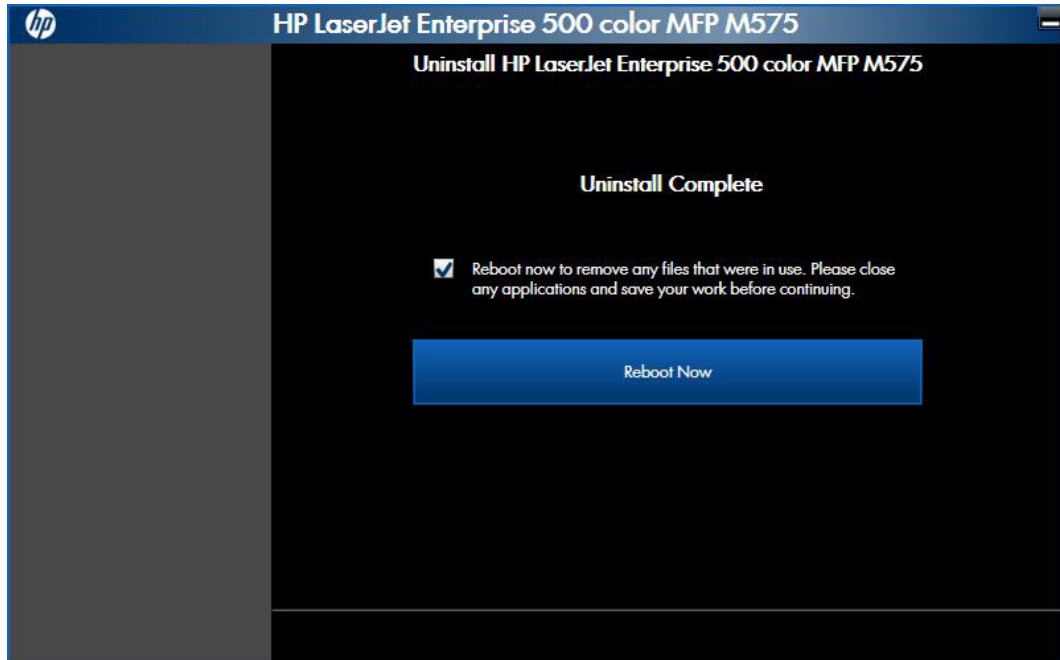 hp
HP LaserJet Enterprise 500 color MFP M575
Uninstall HP LaserJet Enterprise 500 color MFP M575
Uninstall Complete
Reboot now to remove any files that were in use. Please close
any applications and save your work before continuing.
Reboot Now